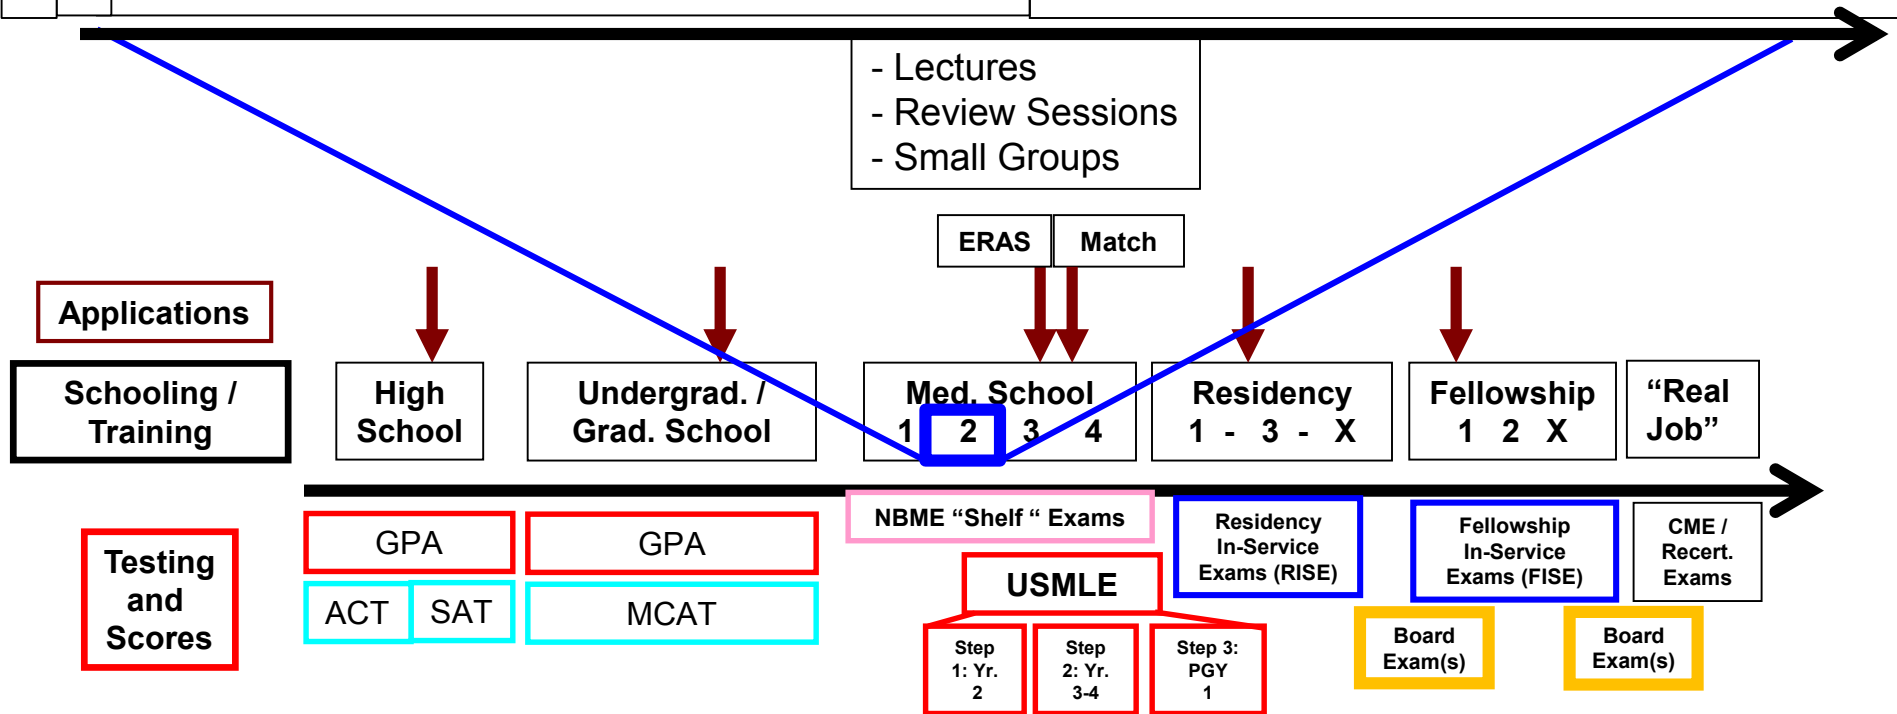 - Lectures
- Review Sessions
- Small Groups
ERAS
Match
Applications
Schooling /
Training
High
School
Undergrad. /
Grad. School
Med. School
1 2 3 4
Residency
1 - 3 - X
Fellowship
1 2 X
“Real
Job”
Testing
and
Scores
GPA
ACT
SAT
GPA
MCAT
NBME “Shelf “ Exams
USMLE
Step
1: Yr.
2
Step
2: Yr.
3-4
Step 3:
PGY
1
Residency
In-Service
Exams (RISE)
Board
Exam(s)
Fellowship
In-Service
Exams (FISE)
Board
Exam(s)
CME /
Recert.
Exams